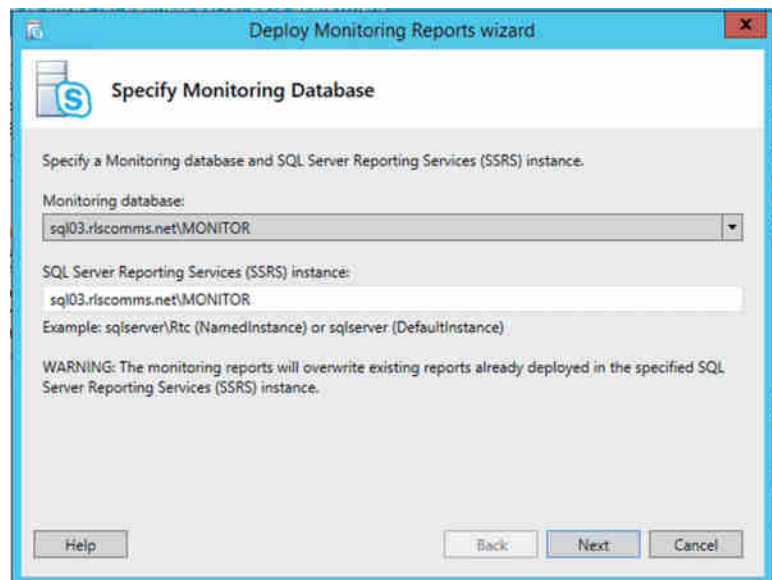 Deploy Monitoring Reports wizard
x
S
Specify Monitoring Database
Specify a Monitoring database and SQL Server Reporting Services (SSRS) instance.
Monitoring database:
sql03.rlscomms.net\MONITOR
SQL Server Reporting Services (SSRS) instance:
sql03.rlscomms.net\MONITOR
Example: sqlserver\Rtc (NamedInstance) or sqlserver (DefaultInstance)
WARNING: The monitoring reports will overwrite existing reports already deployed in the specified SQL
Server Reporting Services (SSRS) instance.
Help
Back
Next
Cancel